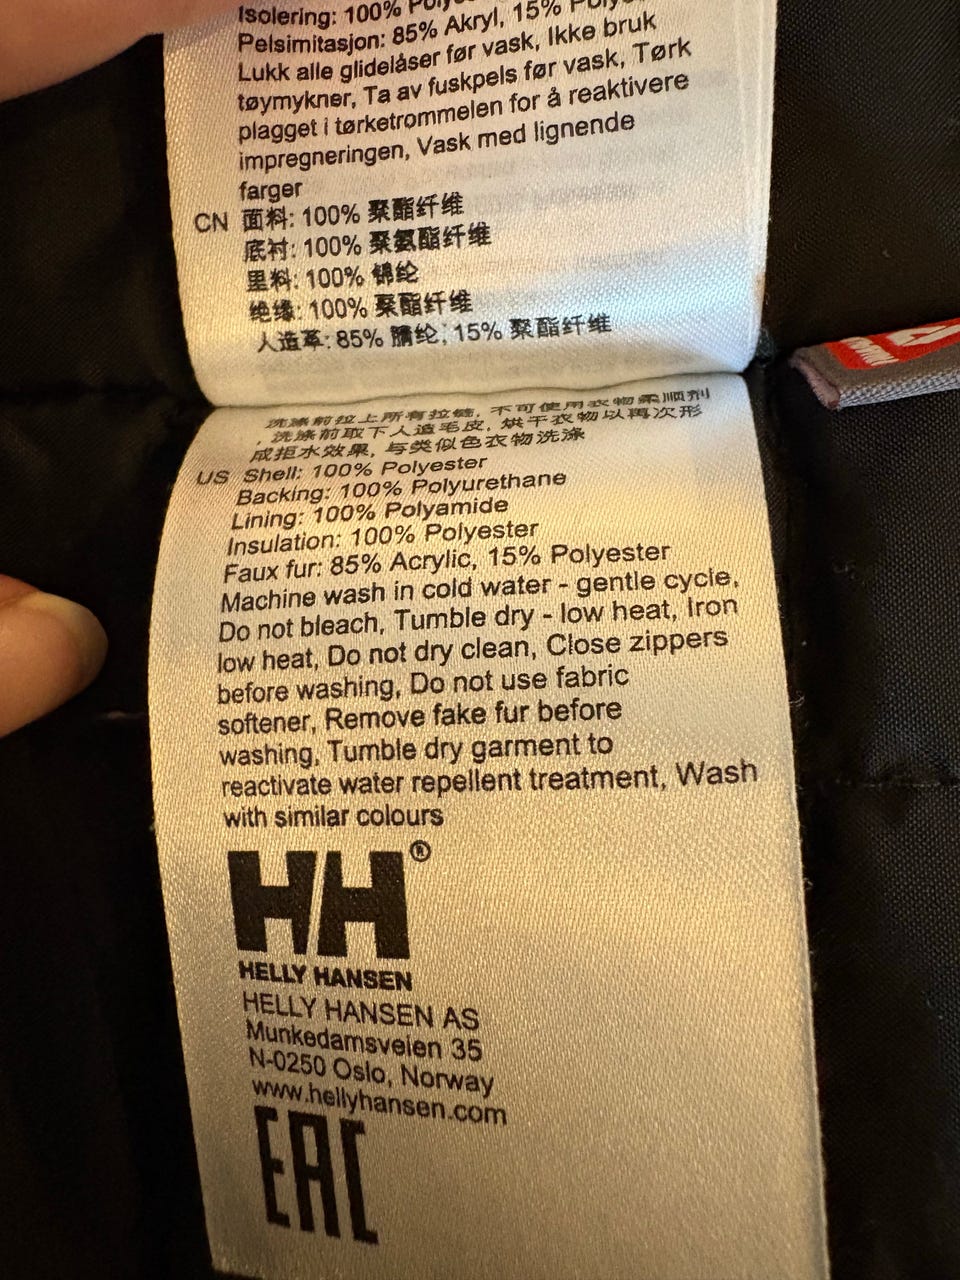 Isolering: 100%
Pelsimitasjon: 85% Akryl, 15%
Lukk alle glidelåser før vask, Ikke bruk
tøymykner, Ta av fuskpels før vask, Tørk
plagget i tørketrommelen for å reaktivere
impregneringen, Vask med lignende
farger
CN 面料: 100% 聚酯纤维
底衬: 100% 聚氨酯纤维
里料: 100% 锦纶
绝缘: 100% 聚酯纤维
人造革: 85% 腈纶, 15% 聚酯纤维
洗涤前拉上所有拉链, 不可使用衣物柔顺剂
, 洗涤前取下人造毛皮, 烘干衣物以再次形
成拒水效果, 与类似色衣物洗涤
US Shell: 100% Polyester
Backing: 100% Polyurethane
Lining: 100% Polyamide
Insulation: 100% Polyester
Faux fur: 85% Acrylic, 15% Polyester
Machine wash in cold water - gentle cycle,
Do not bleach, Tumble dry - low heat, Iron
low heat, Do not dry clean, Close zippers
before washing, Do not use fabric
softener, Remove fake fur before
washing, Tumble dry garment to
reactivate water repellent treatment, Wash
with similar colours
HH®
HELLY HANSEN
HELLY HANSEN AS
Munkedamsveien 35
N-0250 Oslo, Norway
www.hellyhansen.com
EAC